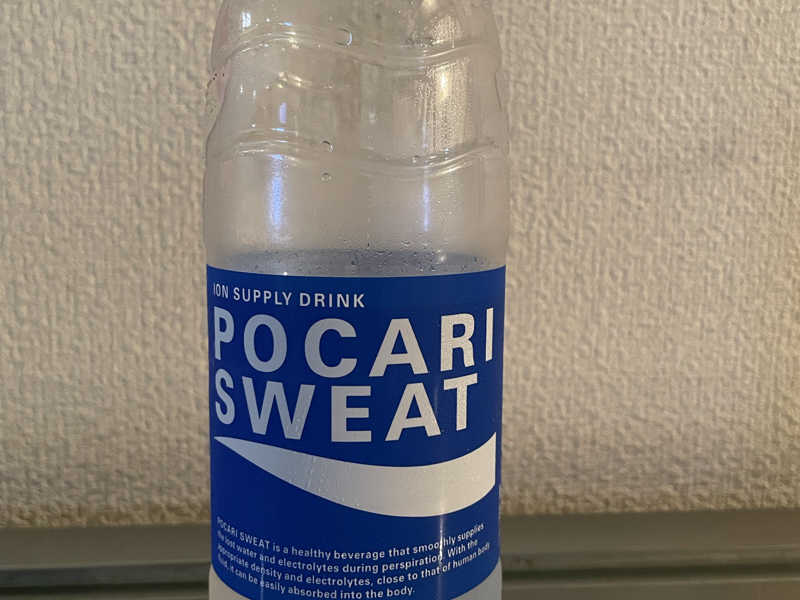 ION SUPPLY DRINK
POCARI
SWEAT
POCARI SWEAT is a healthy beverage that smoothly supplies
the lost water and electrolytes during perspiration. With the
appropriate density and electrolytes, close to that of human body
fluid, it can be easily absorbed into the body.